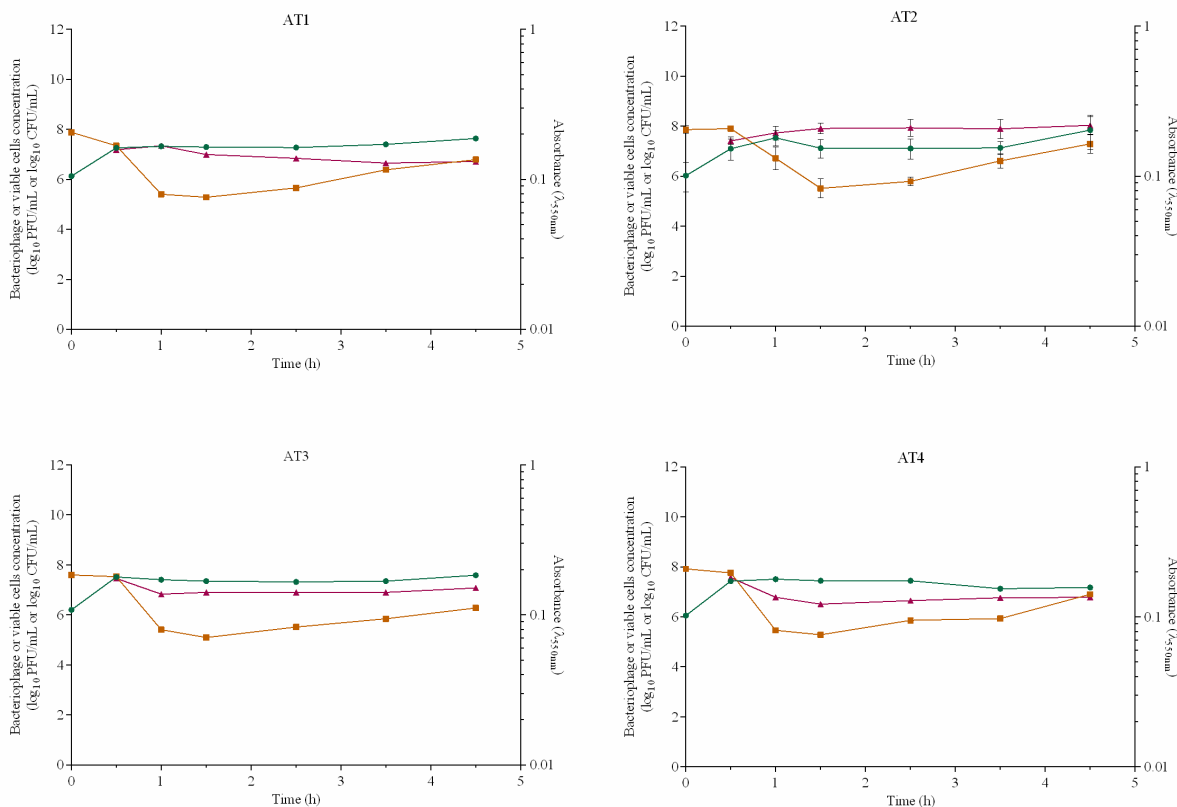 AT1
12
10
8
6
4
2
0
0 1 2 3 4 5
Time (h)
Bacteriophage or viable cells concentration
(log10 PFU/mL or log10 CFU/mL)
1
0.1
0.01
Absorbance (λ550nm)
AT2
12
10
8
6
4
2
0
0 1 2 3 4 5
Time (h)
Bacteriophage or viable cells concentration
(log10 PFU/mL or log10 CFU/mL)
1
0.1
0.01
Absorbance (λ550nm)
AT3
12
10
8
6
4
2
0
0 1 2 3 4 5
Time (h)
Bacteriophage or viable cells concentration
(log10 PFU/mL or log10 CFU/mL)
1
0.1
0.01
Absorbance (λ550nm)
AT4
12
10
8
6
4
2
0
0 1 2 3 4 5
Time (h)
Bacteriophage or viable cells concentration
(log10 PFU/mL or log10 CFU/mL)
1
0.1
0.01
Absorbance (λ550nm)